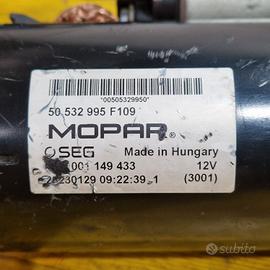 *00505329950*
50 532 995 F109
MOPAR®
SEG Made in Hungary
001 149 433 12V
230129 09:22:39 1 (3001)
subito